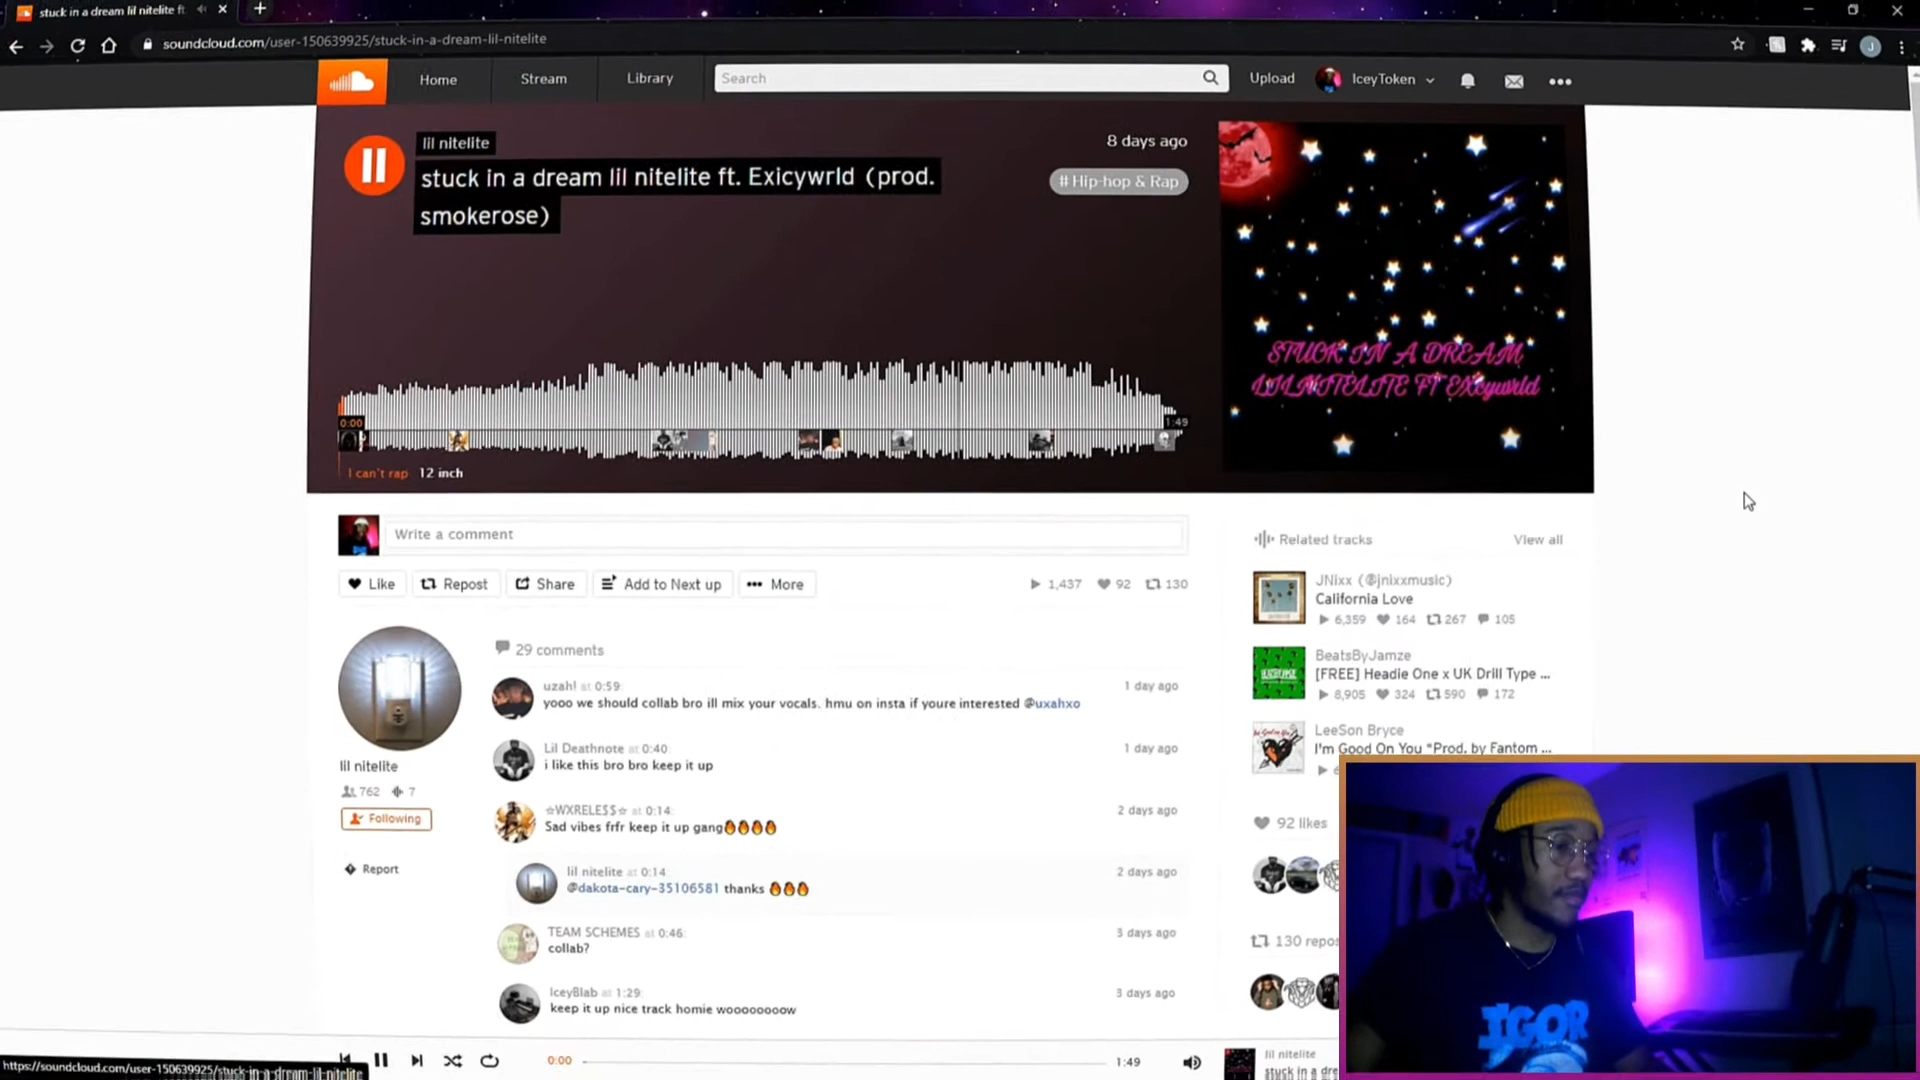 stuck in a dream lil nitelite ft
soundcloud.com/user-150639925/stuck-in-a-dream-lil-nitelite
J
Home
Stream
Library
Search
Upload
IceyToken
lil nitelite
8 days ago
stuck in a dream lil nitelite ft. Exicywrld (prod.
smokerose)
# Hip-hop & Rap
STUCK IN A DREAM
LILNITELITE FT EXcywrld
0:00
1:49
I can't rap 12 inch
Write a comment
Related tracks
View all
Like
Repost
Share
Add to Next up
More
1,437
92
130
JNixx (@jnixxmusic)
California Love
6,359 164 267 105
29 comments
BeatsByJamze
[FREE] Headie One x UK Drill Type ...
8,905 324 590 172
uzah! at 0:59:
1 day ago
yooo we should collab bro ill mix your vocals. hmu on insta if youre interested @uxahxo
LeeSon Bryce
I'm Good On You "Prod. by Fantom ...
Lil Deathnote at 0:40
1 day ago
i like this bro bro keep it up
lil nitelite
762 7
Following
☆WXRELE$$☆ at 0:14:
2 days ago
Sad vibes frfr keep it up gang🔥🔥🔥🔥
92 likes
Report
lil nitelite at 0:14:
2 days ago
@dakota-cary-35106581 thanks 🔥🔥🔥
TEAM SCHEMES at 0:46:
3 days ago
collab?
130 repo
IceyBlab at 1:29:
3 days ago
keep it up nice track homie woooooooow
IGOR
0:00
1:49
lil nitelite
stuck in a dre
https://soundcloud.com/user-150639925/stuck-in-a-dream-lil-nitelite